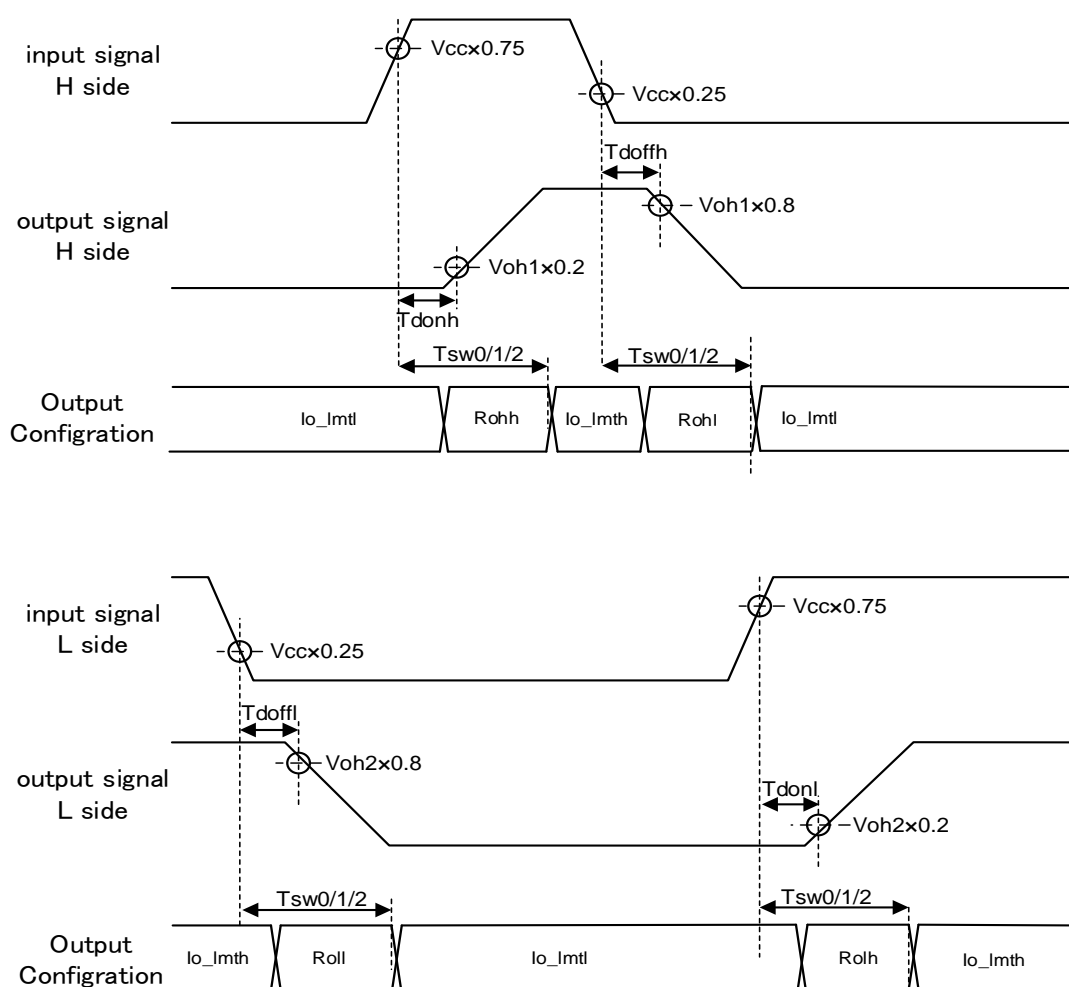 input signal
H side
Vcc×0.75
Vcc×0.25
Tdoffh
output signal
H side
Voh1×0.8
Voh1×0.2
Tdonh
Tsw0/1/2
Tsw0/1/2
Output
Configration
Io_lmtl
Rohh
Io_lmth
Rohl
Io_lmtl
input signal
L side
Vcc×0.75
Vcc×0.25
Tdoffl
output signal
L side
Voh2×0.8
Tdonl
Voh2×0.2
Tsw0/1/2
Tsw0/1/2
Output
Configration
Io_lmth
Roll
Io_lmtl
Rolh
Io_lmth